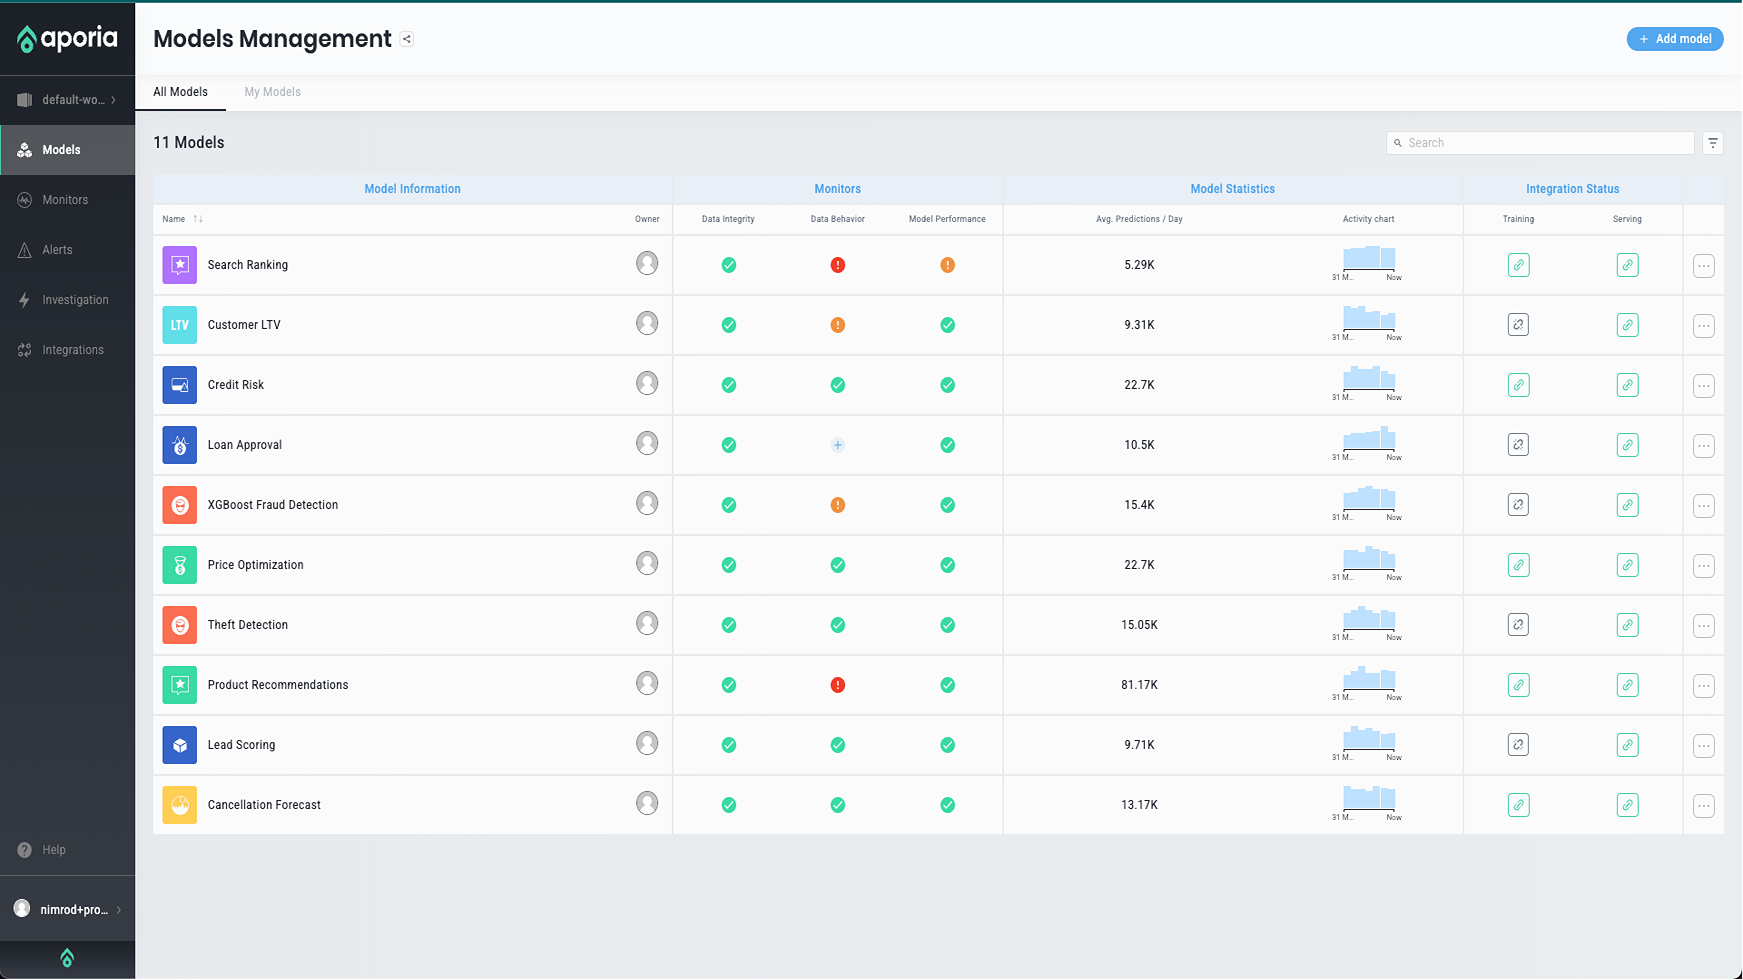 aporia
Models Management
+ Add model
default-wo...
All Models
My Models
Models
11 Models
Search
Monitors
Alerts
Investigation
Integrations
Model Information
Monitors
Model Statistics
Integration Status
Name
Owner
Data Integrity
Data Behavior
Model Performance
Avg. Predictions / Day
Activity chart
Training
Serving
Search Ranking
5.29K
31 M...
Now
LTV
Customer LTV
9.31K
31 M...
Now
Credit Risk
22.7K
31 M...
Now
Loan Approval
10.5K
31 M...
Now
XGBoost Fraud Detection
15.4K
31 M...
Now
Price Optimization
22.7K
31 M...
Now
Theft Detection
15.05K
31 M...
Now
Product Recommendations
81.17K
31 M...
Now
Lead Scoring
9.71K
31 M...
Now
Cancellation Forecast
13.17K
31 M...
Now
Help
nimrod+pro...